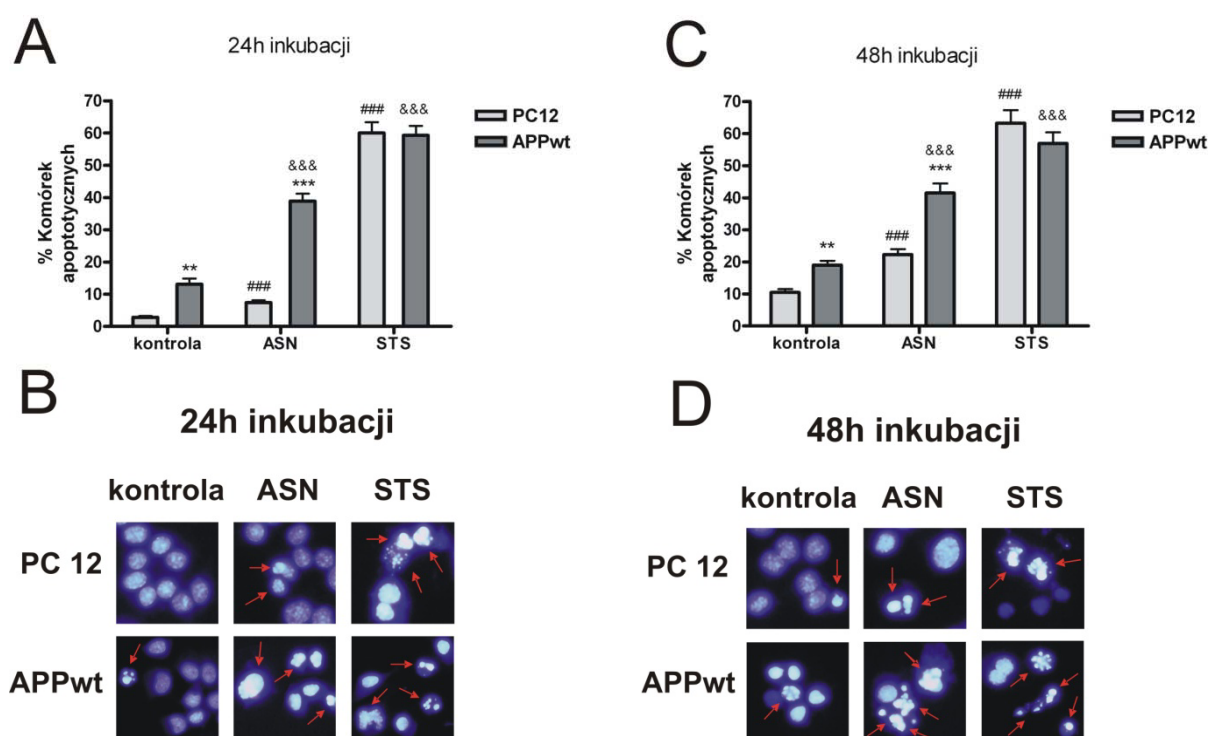 A
24h inkubacji
% Komórek
apoptotycznych
70
60
50
40
30
20
10
0
**
###
&&&
***
###
&&&
PC12
APPwt
kontrola ASN STS
C
48h inkubacji
% Komórek
apoptotycznych
70
60
50
40
30
20
10
0
**
###
&&&
***
###
&&&
PC12
APPwt
kontrola ASN STS
B
24h inkubacji
kontrola ASN STS
PC 12
APPwt
D
48h inkubacji
kontrola ASN STS
PC 12
APPwt